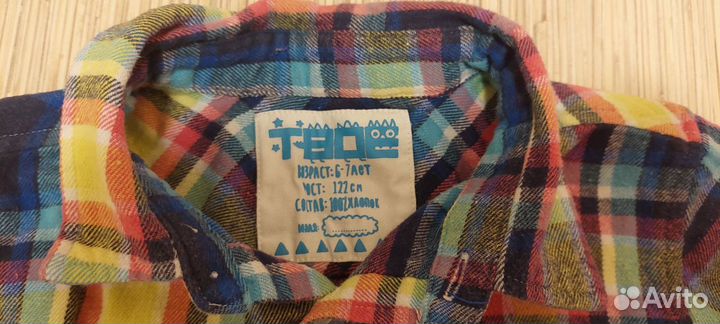 ТВОЕ
ВОЗРАСТ: 6-7 ЛЕТ
РОСТ: 122 СМ
СОСТАВ: 100% ХЛОПОК
ИМЯ: ............
Avito